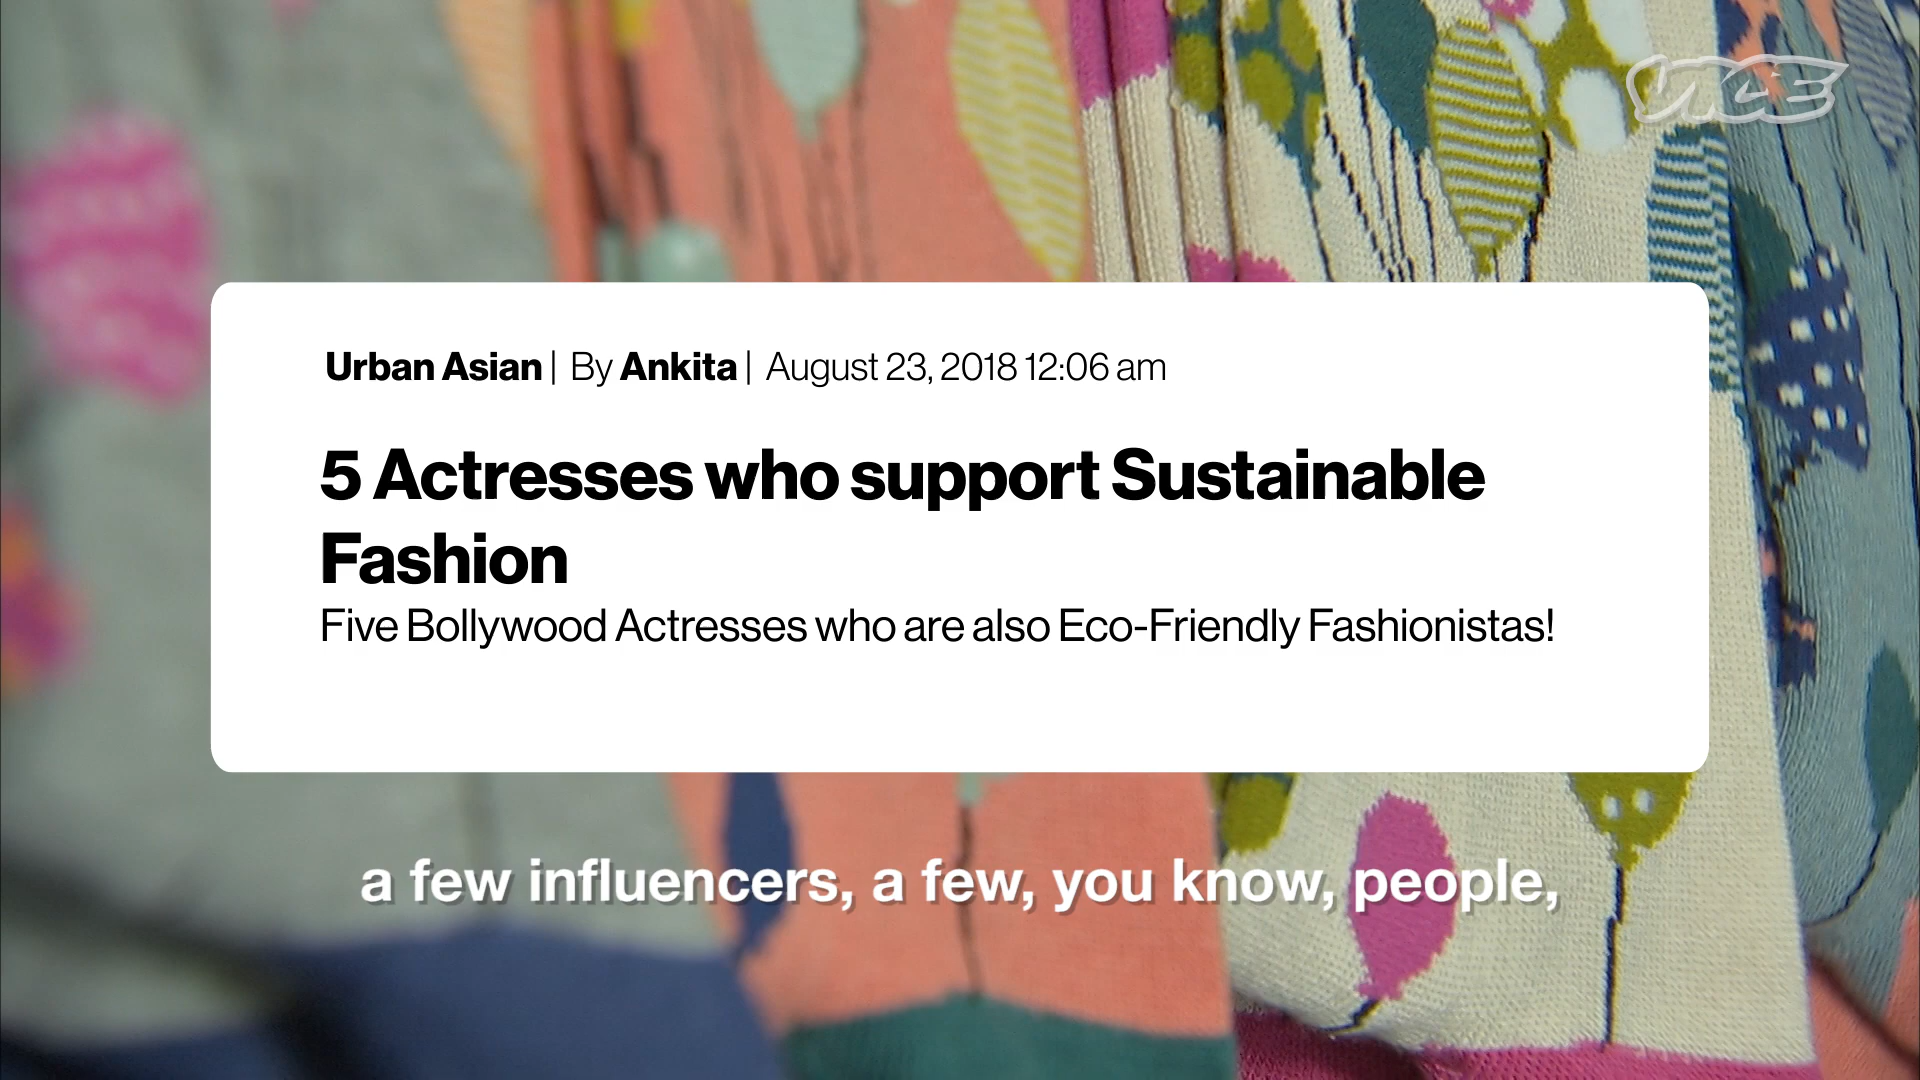 VICE
Urban Asian | By Ankita | August 23, 2018 12:06 am
5 Actresses who support Sustainable
Fashion
Five Bollywood Actresses who are also Eco-Friendly Fashionistas!
a few influencers, a few, you know, people,